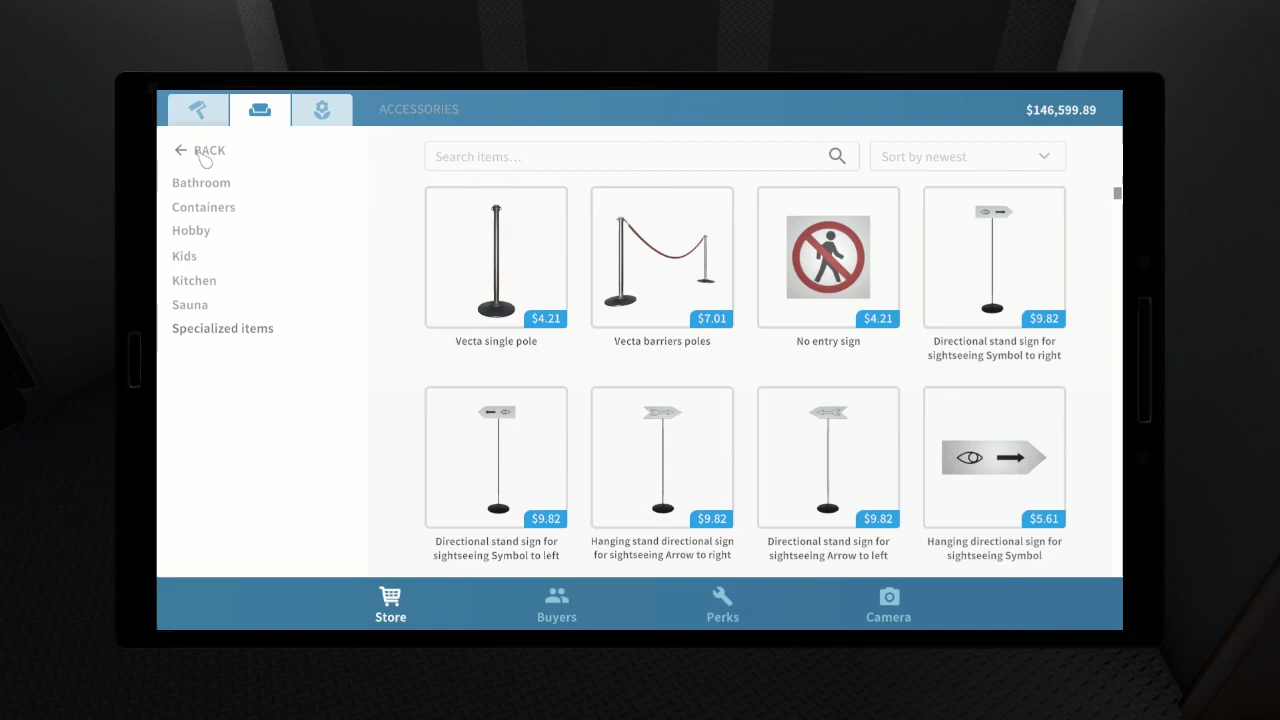 ACCESSORIES
$146,599.89
BACK
Bathroom
Containers
Hobby
Kids
Kitchen
Sauna
Specialized items
Search items...
Sort by newest
$4.21
$7.01
$4.21
$9.82
Vecta single pole
Vecta barriers poles
No entry sign
Directional stand sign for
sightseeing Symbol to right
$9.82
$9.82
$9.82
$5.61
Directional stand sign for
sightseeing Symbol to left
Hanging stand directional sign
for sightseeing Arrow to right
Directional stand sign for
sightseeing Arrow to left
Hanging directional sign for
sightseeing Symbol
Store
Buyers
Perks
Camera